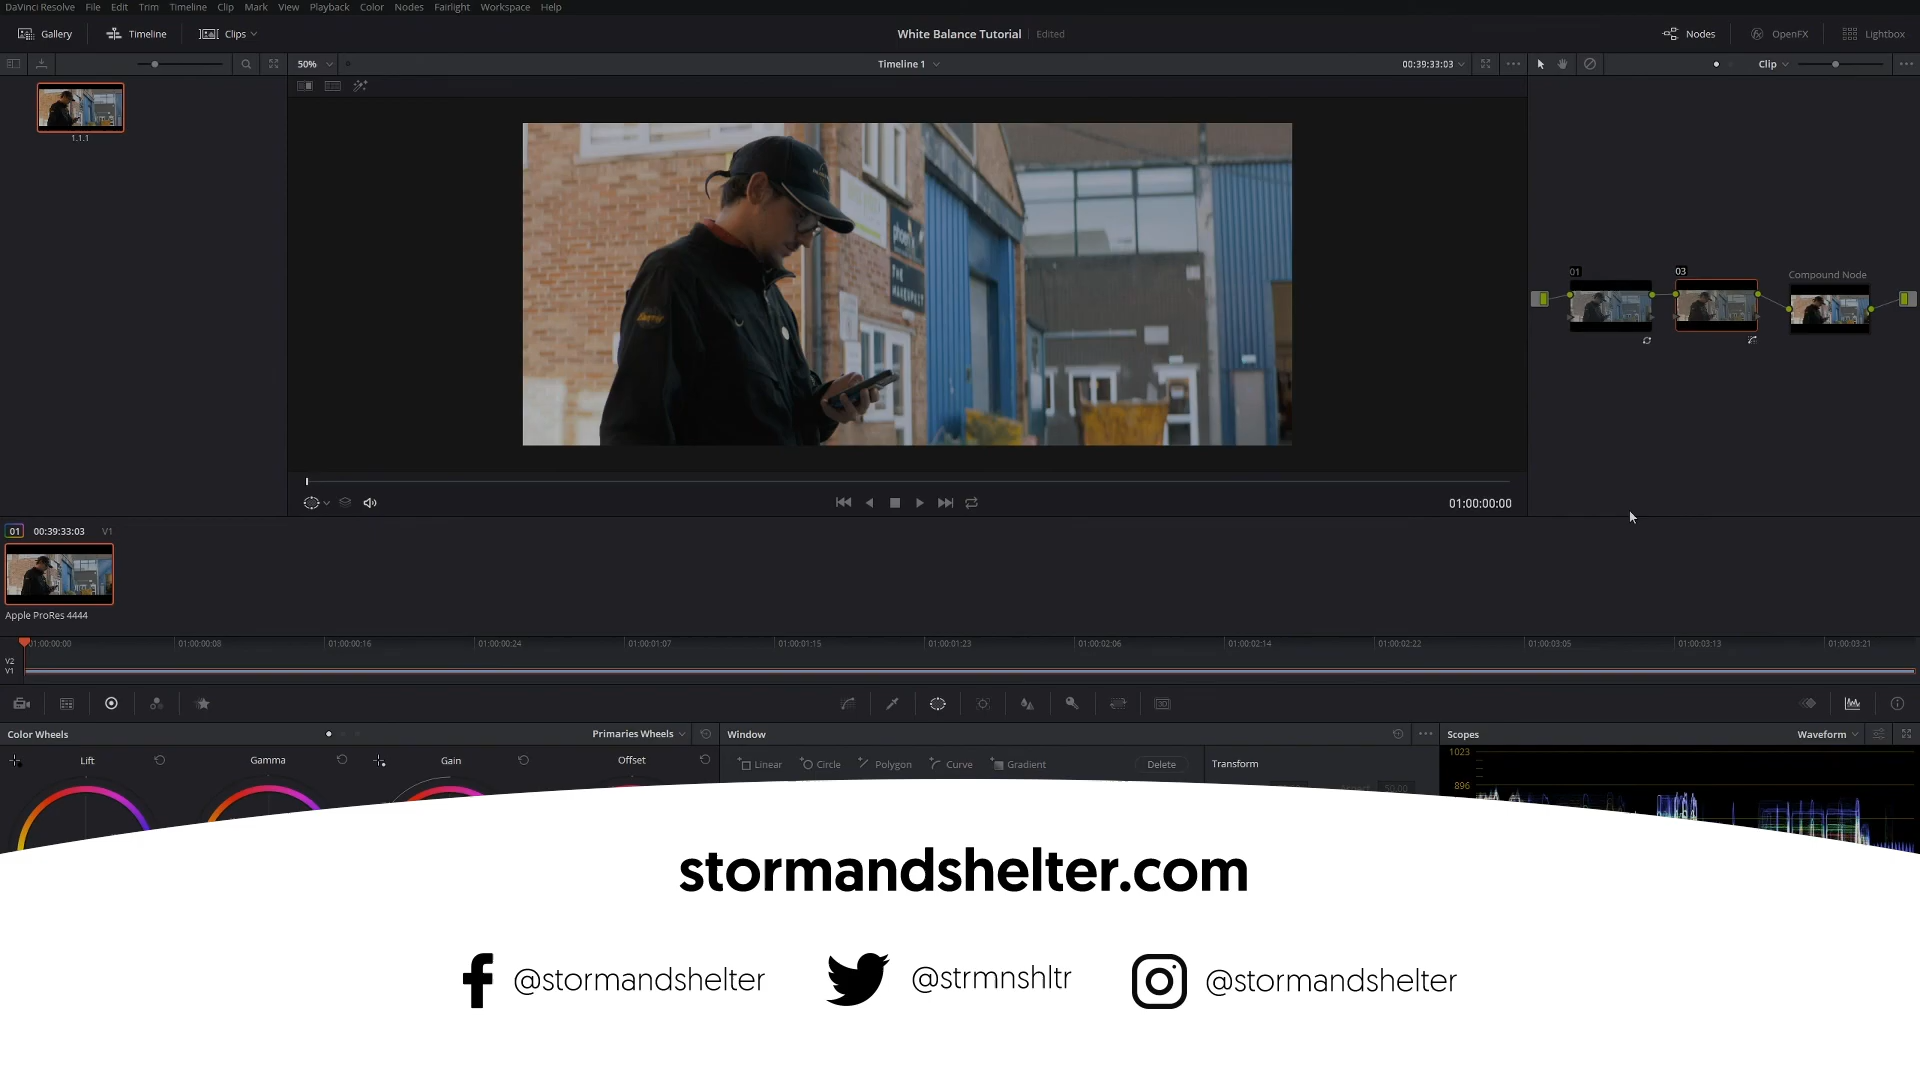 DaVinci Resolve File Edit Trim Timeline Clip Mark View Playback Color Nodes Fairlight Workspace Help
Gallery Timeline Clips White Balance Tutorial Edited Nodes OpenFX Lightbox
50% Timeline 1 00:39:33:03 Clip
1.1.1
phoenix
THE
MAKERPAST
01 03 Compound Node
01:00:00:00
01 00:39:33:03 V1
Apple ProRes 4444
01:00:00:00 01:00:00:08 01:00:00:16 01:00:00:24 01:00:01:07 01:00:01:15 01:00:01:23 01:00:02:06 01:00:02:14 01:00:02:22 01:00:03:05 01:00:03:13 01:00:03:21
V2
V1
Color Wheels Primaries Wheels Window Scopes Waveform
Lift Gamma Gain Offset Linear Circle Polygon Curve Gradient Delete Transform
1023
896
50.00
stormandshelter.com
@stormandshelter @strmnshltr @stormandshelter